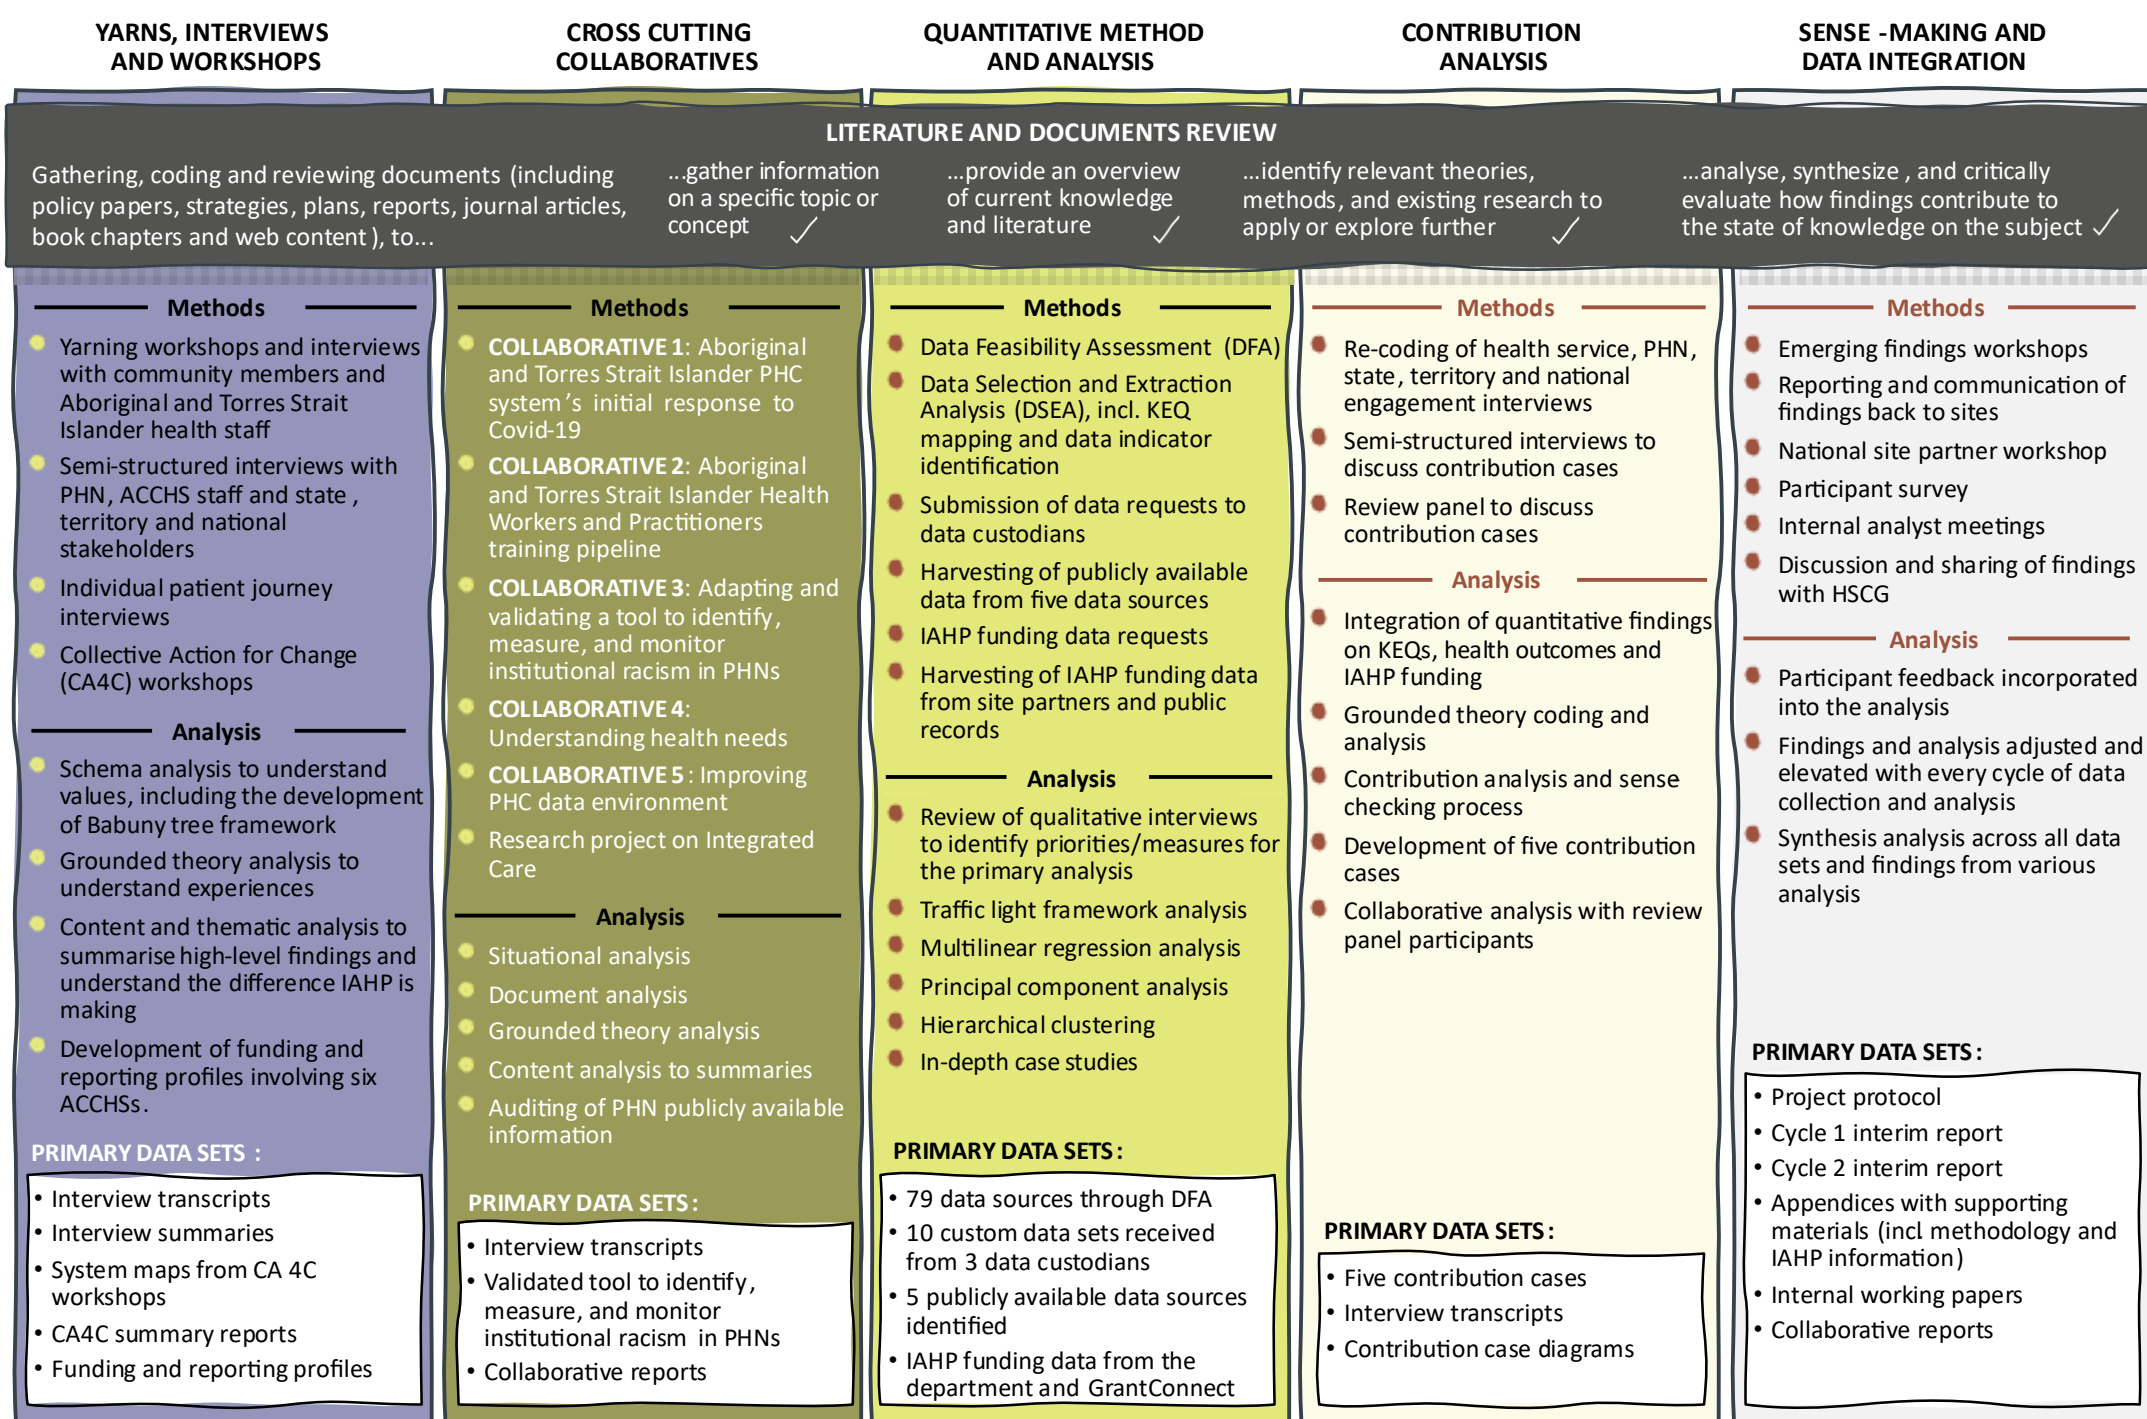 YARNS, INTERVIEWS
AND WORKSHOPS
CROSS CUTTING
COLLABORATIVES
QUANTITATIVE METHOD
AND ANALYSIS
CONTRIBUTION
ANALYSIS
SENSE -MAKING AND
DATA INTEGRATION
LITERATURE AND DOCUMENTS REVIEW
Gathering, coding and reviewing documents (including
policy papers, strategies, plans, reports, journal articles,
book chapters and web content), to...
...gather information
on a specific topic or
concept ✓
...provide an overview
of current knowledge
and literature ✓
...identify relevant theories,
methods, and existing research to
apply or explore further ✓
...analyse, synthesize, and critically
evaluate how findings contribute to
the state of knowledge on the subject ✓
Methods
• Yarning workshops and interviews
with community members and
Aboriginal and Torres Strait
Islander health staff
• Semi-structured interviews with
PHN, ACCHS staff and state,
territory and national
stakeholders
• Individual patient journey
interviews
• Collective Action for Change
(CA4C) workshops
Analysis
• Schema analysis to understand
values, including the development
of Babuny tree framework
• Grounded theory analysis to
understand experiences
• Content and thematic analysis to
summarise high-level findings and
understand the difference IAHP is
making
• Development of funding and
reporting profiles involving six
ACCHSs.
PRIMARY DATA SETS :
• Interview transcripts
• Interview summaries
• System maps from CA 4C
workshops
• CA4C summary reports
• Funding and reporting profiles
Methods
• COLLABORATIVE 1: Aboriginal
and Torres Strait Islander PHC
system's initial response to
Covid-19
• COLLABORATIVE 2: Aboriginal
and Torres Strait Islander Health
Workers and Practitioners
training pipeline
• COLLABORATIVE 3: Adapting and
validating a tool to identify,
measure, and monitor
institutional racism in PHNs
• COLLABORATIVE 4:
Understanding health needs
• COLLABORATIVE 5: Improving
PHC data environment
• Research project on Integrated
Care
Analysis
• Situational analysis
• Document analysis
• Grounded theory analysis
• Content analysis to summaries
• Auditing of PHN publicly available
information
PRIMARY DATA SETS:
• Interview transcripts
• Validated tool to identify,
measure, and monitor
institutional racism in PHNs
• Collaborative reports
Methods
• Data Feasibility Assessment (DFA)
• Data Selection and Extraction
Analysis (DSEA), incl. KEQ
mapping and data indicator
identification
• Submission of data requests to
data custodians
• Harvesting of publicly available
data from five data sources
• IAHP funding data requests
• Harvesting of IAHP funding data
from site partners and public
records
Analysis
• Review of qualitative interviews
to identify priorities/measures for
the primary analysis
• Traffic light framework analysis
• Multilinear regression analysis
• Principal component analysis
• Hierarchical clustering
• In-depth case studies
PRIMARY DATA SETS:
• 79 data sources through DFA
• 10 custom data sets received
from 3 data custodians
• 5 publicly available data sources
identified
• IAHP funding data from the
department and GrantConnect
Methods
• Re-coding of health service, PHN,
state, territory and national
engagement interviews
• Semi-structured interviews to
discuss contribution cases
• Review panel to discuss
contribution cases
Analysis
• Integration of quantitative findings
on KEQs, health outcomes and
IAHP funding
• Grounded theory coding and
analysis
• Contribution analysis and sense
checking process
• Development of five contribution
cases
• Collaborative analysis with review
panel participants
PRIMARY DATA SETS:
• Five contribution cases
• Interview transcripts
• Contribution case diagrams
Methods
• Emerging findings workshops
• Reporting and communication of
findings back to sites
• National site partner workshop
• Participant survey
• Internal analyst meetings
• Discussion and sharing of findings
with HSCG
Analysis
• Participant feedback incorporated
into the analysis
• Findings and analysis adjusted and
elevated with every cycle of data
collection and analysis
• Synthesis analysis across all data
sets and findings from various
analysis
PRIMARY DATA SETS:
• Project protocol
• Cycle 1 interim report
• Cycle 2 interim report
• Appendices with supporting
materials (incl. methodology and
IAHP information)
• Internal working papers
• Collaborative reports